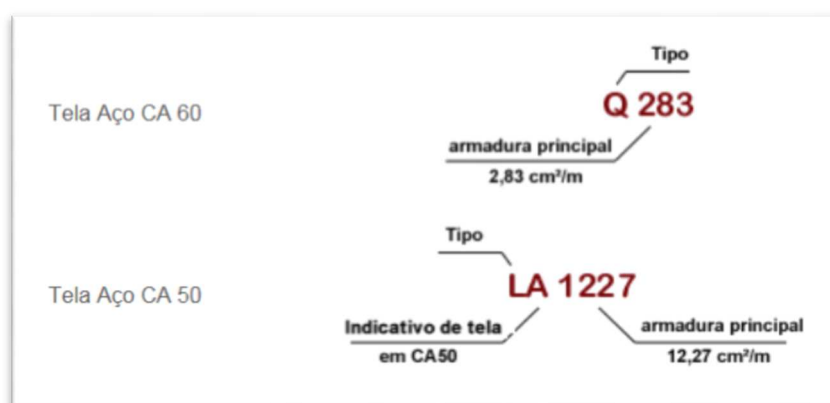 Tipo
Tela Aço CA 60
Q 283
armadura principal
2,83 cm²/m
Tipo
Tela Aço CA 50
LA 1227
Indicativo de tela
em CA50
armadura principal
12,27 cm²/m